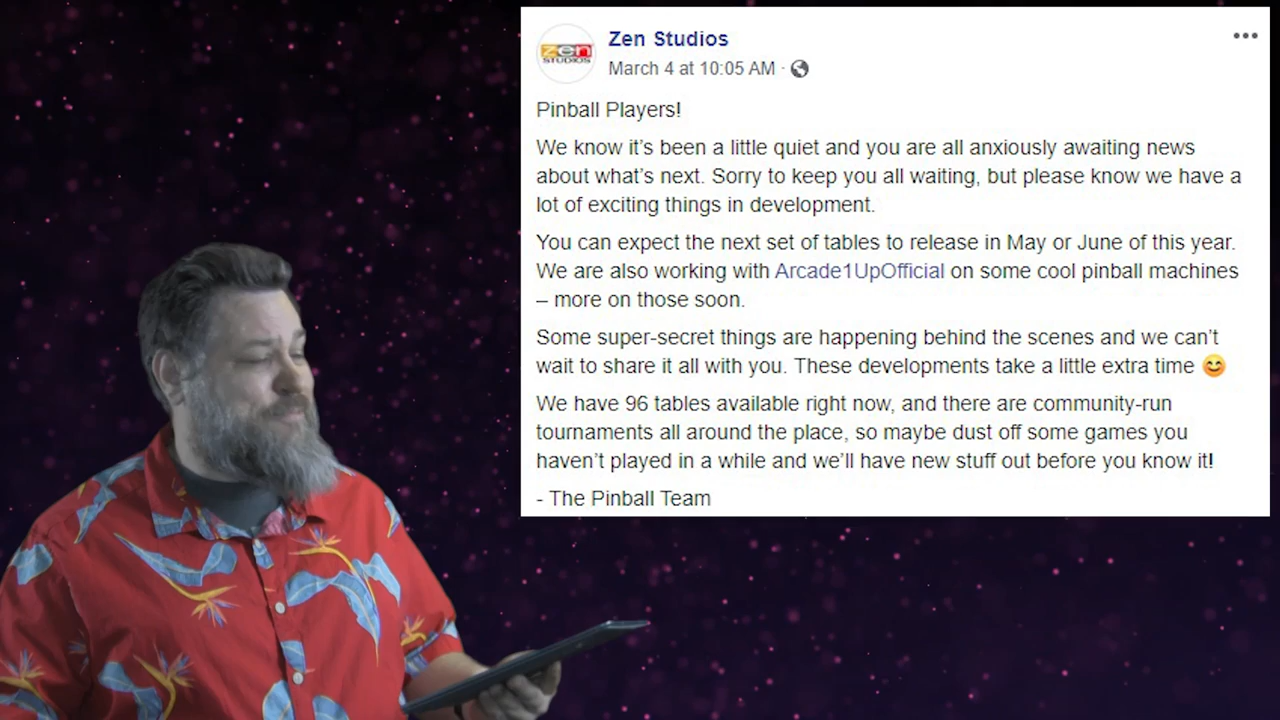 Zen Studios
zen
STUDIOS
March 4 at 10:05 AM ·
Pinball Players!
We know it’s been a little quiet and you are all anxiously awaiting news
about what’s next. Sorry to keep you all waiting, but please know we have a
lot of exciting things in development.
You can expect the next set of tables to release in May or June of this year.
We are also working with Arcade1UpOfficial on some cool pinball machines
– more on those soon.
Some super-secret things are happening behind the scenes and we can’t
wait to share it all with you. These developments take a little extra time 😊
We have 96 tables available right now, and there are community-run
tournaments all around the place, so maybe dust off some games you
haven’t played in a while and we’ll have new stuff out before you know it!
- The Pinball Team